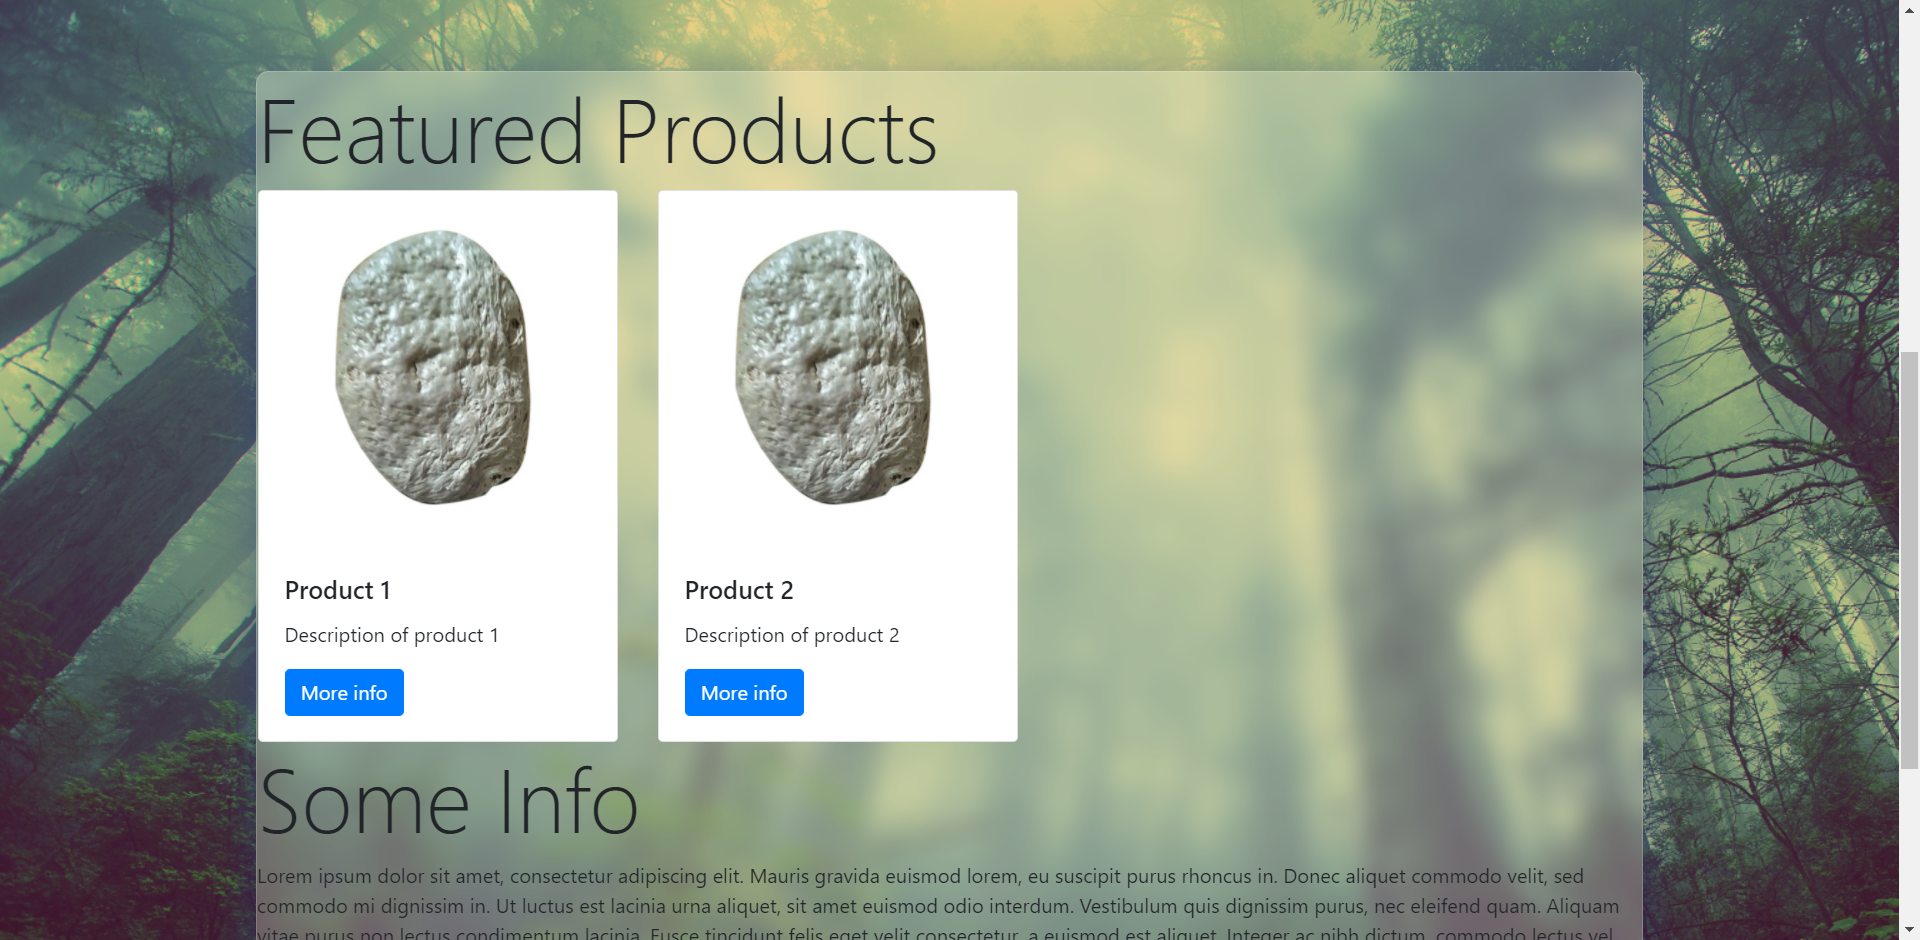 Featured Products
Product 1
Description of product 1
More info
Product 2
Description of product 2
More info
Some Info
Lorem ipsum dolor sit amet, consectetur adipiscing elit. Mauris gravida euismod lorem, eu suscipit purus rhoncus in. Donec aliquet commodo velit, sed
commodo mi dignissim in. Ut luctus est lacinia urna aliquet, sit amet euismod odio interdum. Vestibulum quis dignissim purus, nec eleifend quam. Aliquam
vitae purus non lectus condimentum lacinia. Fusce tincidunt felis eget velit consectetur, a euismod est aliquet. Integer ac nibh dictum, commodo lectus vel,